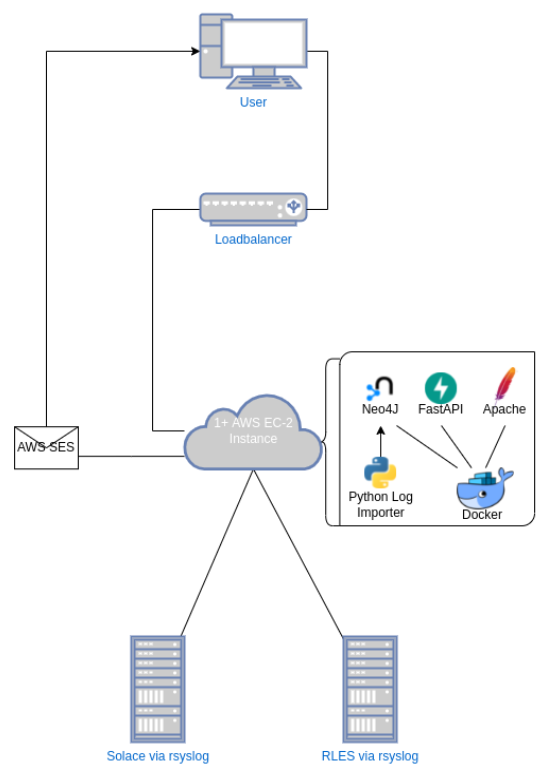 User
Loadbalancer
1+ AWS EC-2
Instance
Neo4J
FastAPI
Apache
AWS SES
Python Log
Importer
Docker
Solace via rsyslog
RLES via rsyslog